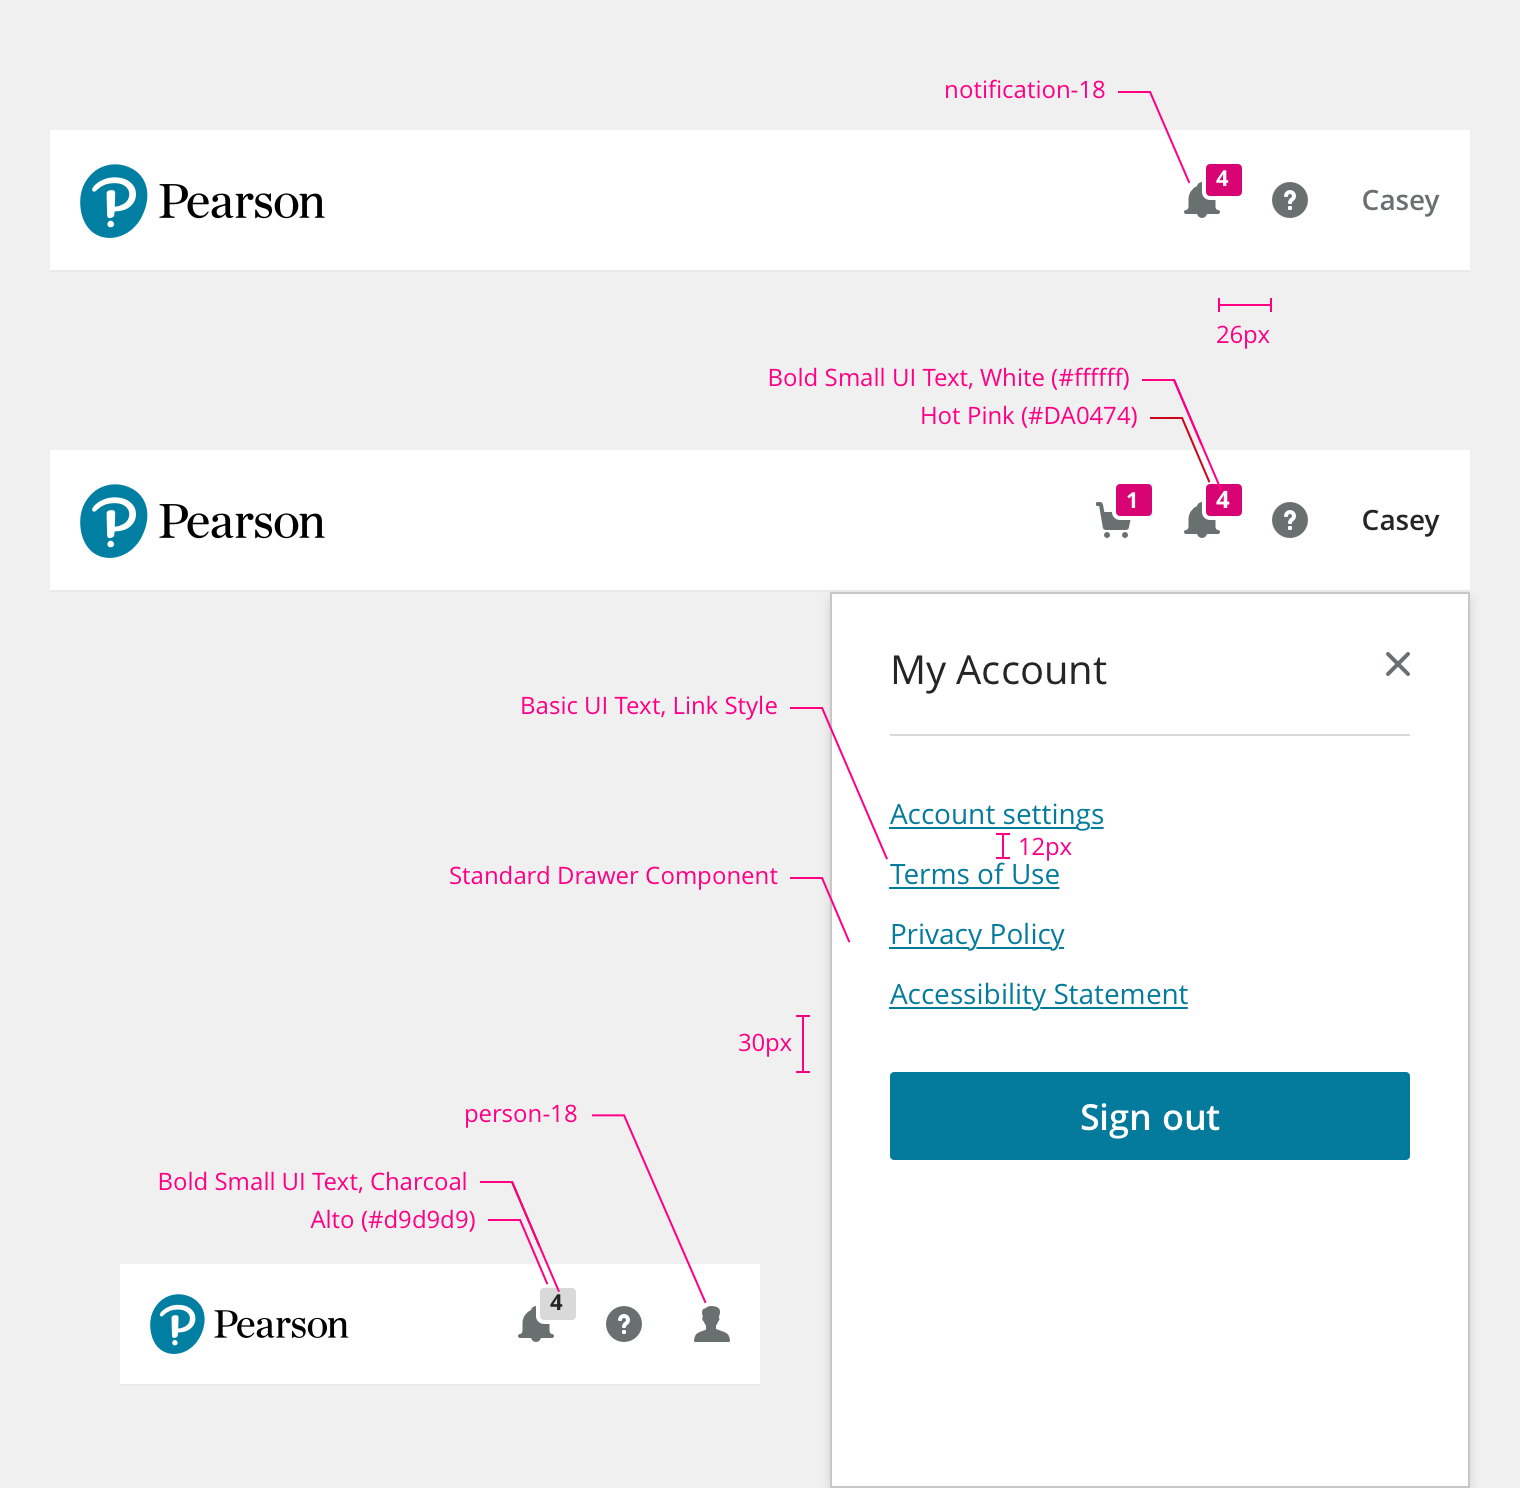 notification-18
Pearson
4
?
Casey
26px
Bold Small UI Text, White (#ffffff)
Hot Pink (#DA0474)
Pearson
1
4
?
Casey
My Account
Basic UI Text, Link Style
Account settings
12px
Terms of Use
Standard Drawer Component
Privacy Policy
Accessibility Statement
30px
Sign out
person-18
Bold Small UI Text, Charcoal
Alto (#d9d9d9)
Pearson
4
?